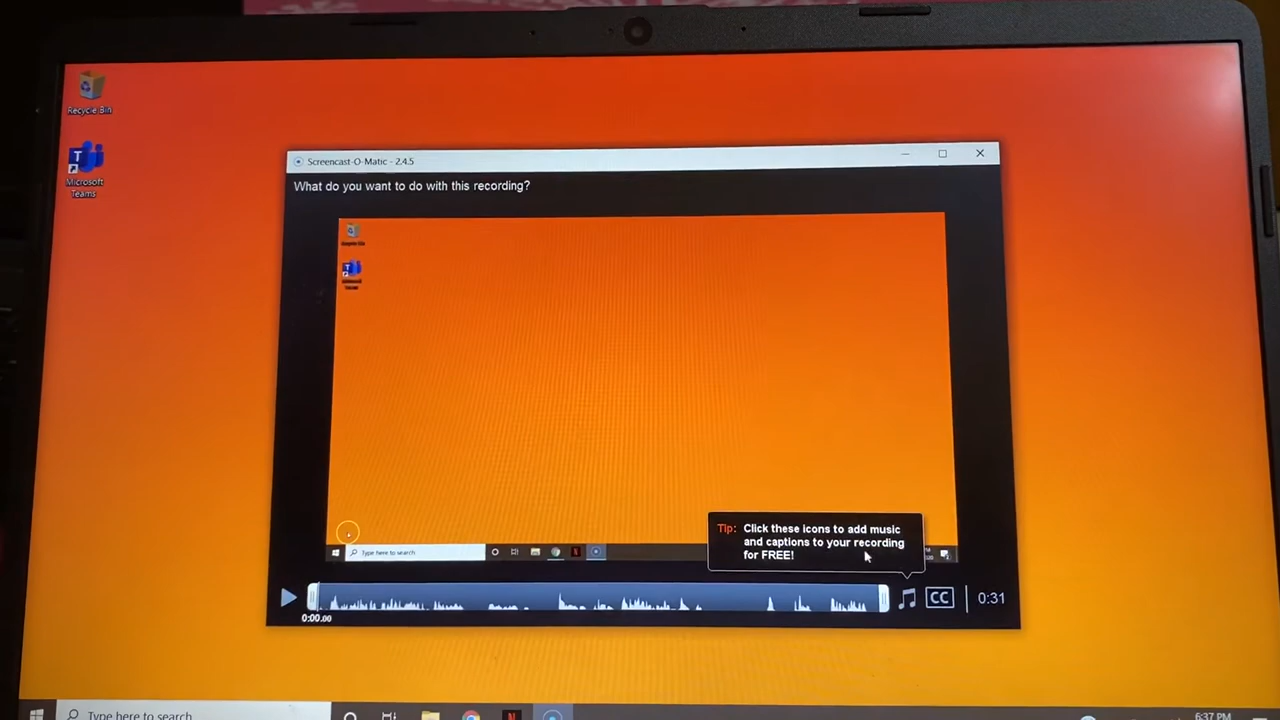 Recycle Bin
T
Microsoft
Teams
Screencast-O-Matic - 2.4.5
What do you want to do with this recording?
Type here to search
N
Tip: Click these icons to add music
and captions to your recording
for FREE!
CC
0:31
0:00.00
Type here to search
N
6:37 PM